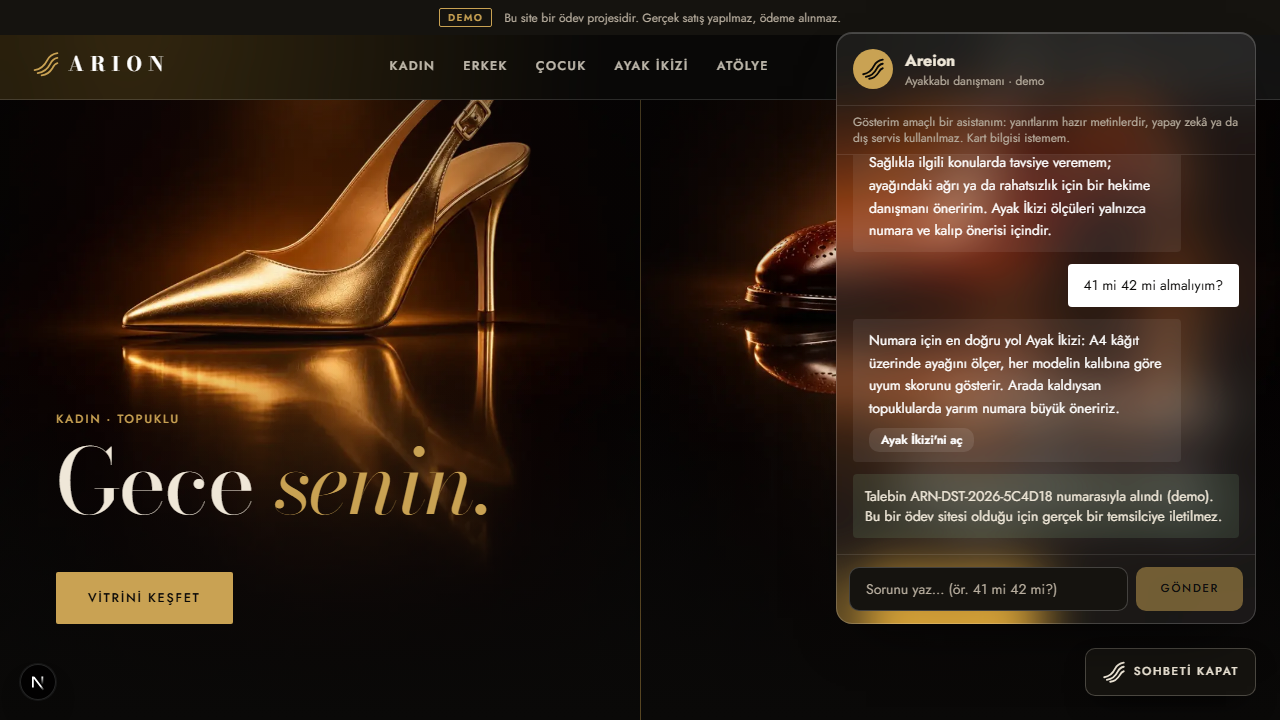 DEMO Bu site bir ödev projesidir. Gerçek satış yapılmaz, ödeme alınmaz.
ARION
KADIN ERKEK ÇOCUK AYAK İKİZİ ATÖLYE
KADIN · TOPUKLU
Gece senin.
VİTRİNİ KEŞFET
N
Areion
Ayakkabı danışmanı · demo
Gösterim amaçlı bir asistanım: yanıtlarım hazır metinlerdir, yapay zekâ ya da
dış servis kullanılmaz. Kart bilgisi istemem.
Sağlıkla ilgili konularda tavsiye veremem;
ayağındaki ağrı ya da rahatsızlık için bir hekime
danışmanı öneririm. Ayak İkizi ölçüleri yalnızca
numara ve kalıp önerisi içindir.
41 mi 42 mi almalıyım?
Numara için en doğru yol Ayak İkizi: A4 kâğıt
üzerinde ayağını ölçer, her modelin kalıbına göre
uyum skorunu gösterir. Arada kaldıysan
topuklularda yarım numara büyük öneririz.
Ayak İkizi'ni aç
Talebin ARN-DST-2026-5C4D18 numarasıyla alındı (demo).
Bu bir ödev sitesi olduğu için gerçek bir temsilciye iletilmez.
Sorunu yaz... (ör. 41 mi 42 mi?)
GÖNDER
SOHBETİ KAPAT